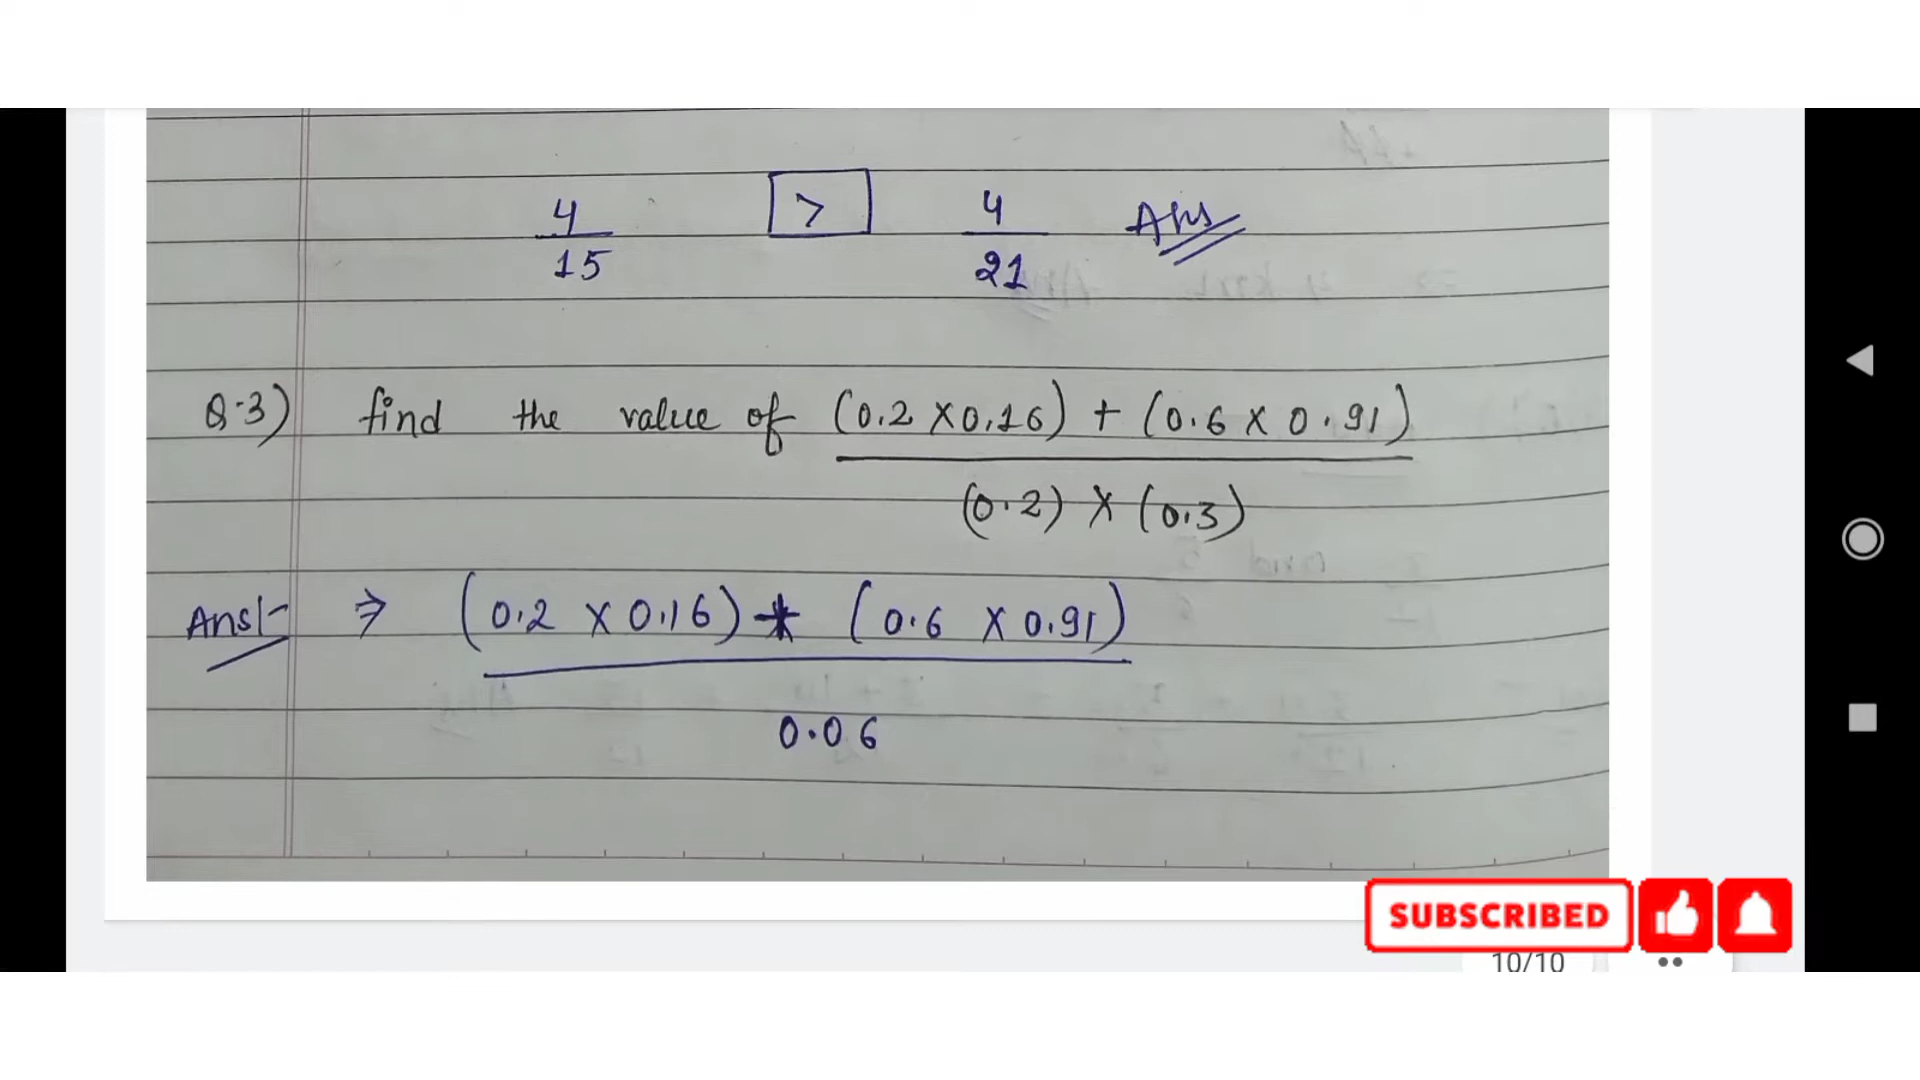 4 > 4 Ans
15 21
Q.3) find the value of (0.2 X 0.16) + (0.6 X 0.91)
(0.2) X (0.3)
Ans:- ⇒ (0.2 X 0.16) + (0.6 X 0.91)
0.06
SUBSCRIBED
10/10